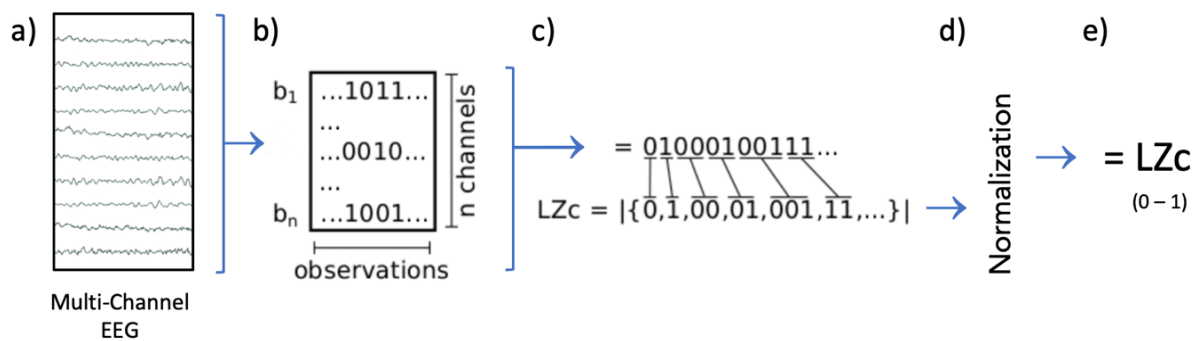 a)
Multi-Channel
EEG
b)
b1
...1011...
...
...0010...
...
bn
...1001...
n channels
observations
c)
= 01000100111...
LZc = |{0,1,00,01,001,11,...}|
d)
Normalization
e)
= LZc
(0 – 1)